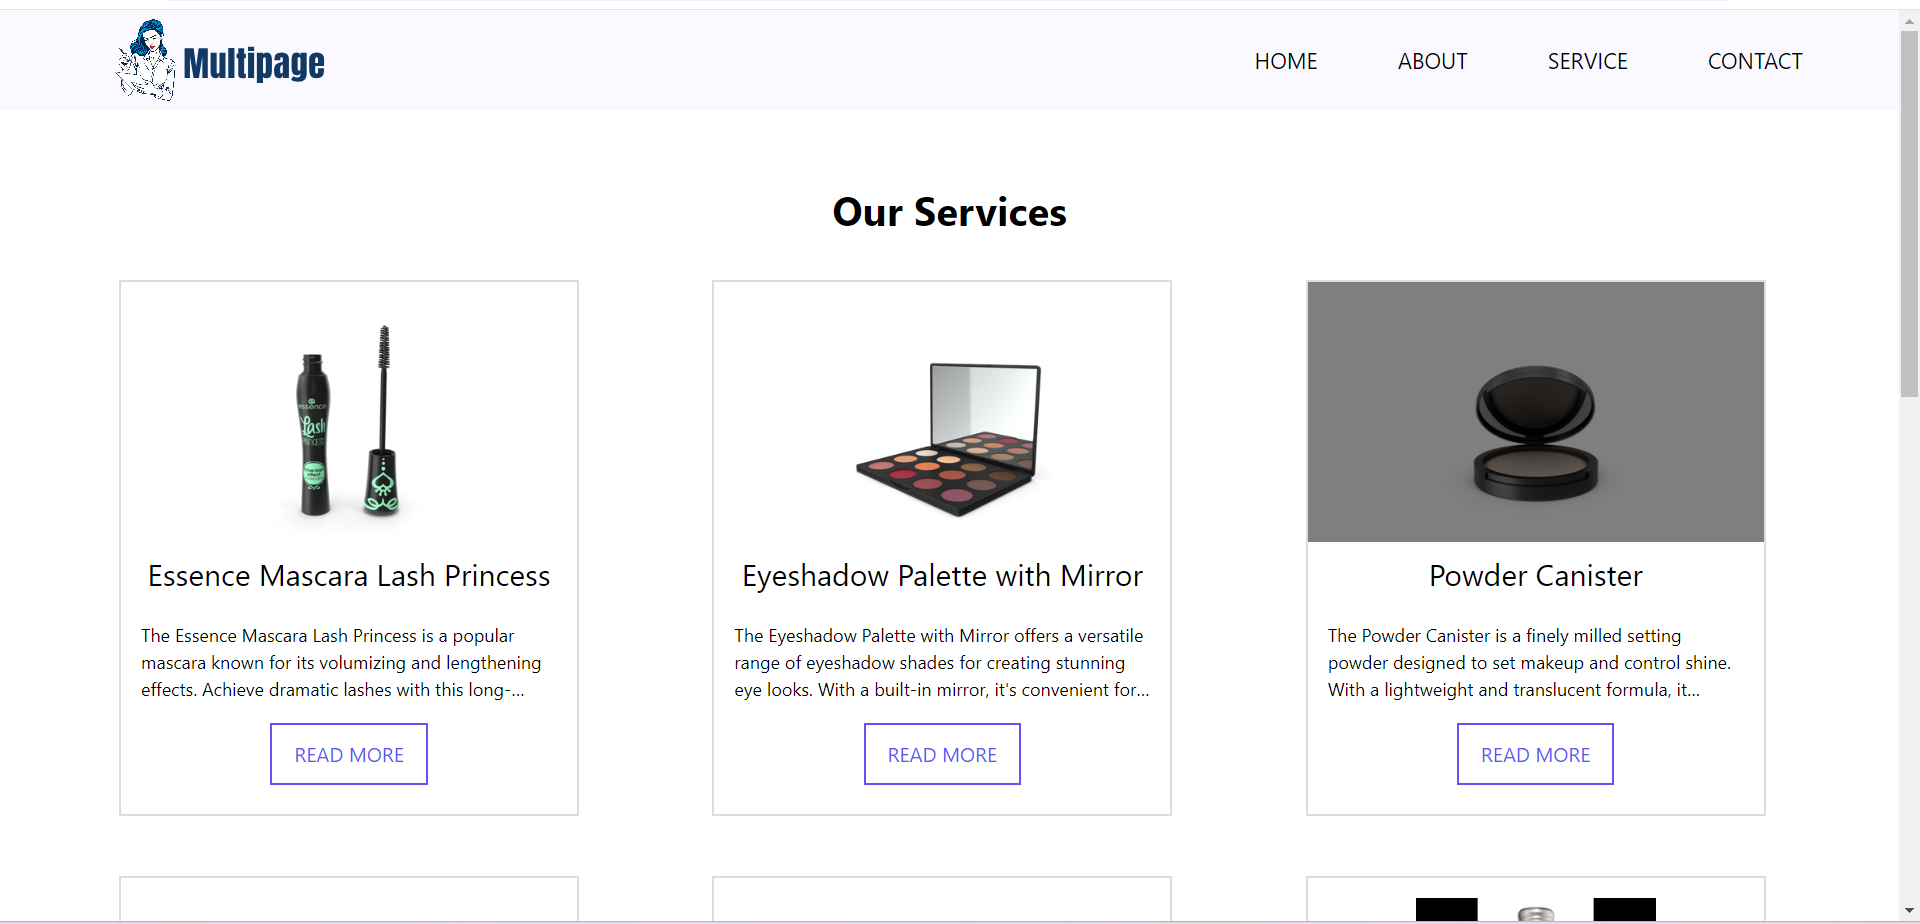 Multipage
HOME ABOUT SERVICE CONTACT
Our Services
essence
Lash
PRINCESS
Essence Mascara Lash Princess
The Essence Mascara Lash Princess is a popular
mascara known for its volumizing and lengthening
effects. Achieve dramatic lashes with this long-...
READ MORE
Eyeshadow Palette with Mirror
The Eyeshadow Palette with Mirror offers a versatile
range of eyeshadow shades for creating stunning
eye looks. With a built-in mirror, it's convenient for...
READ MORE
Powder Canister
The Powder Canister is a finely milled setting
powder designed to set makeup and control shine.
With a lightweight and translucent formula, it...
READ MORE